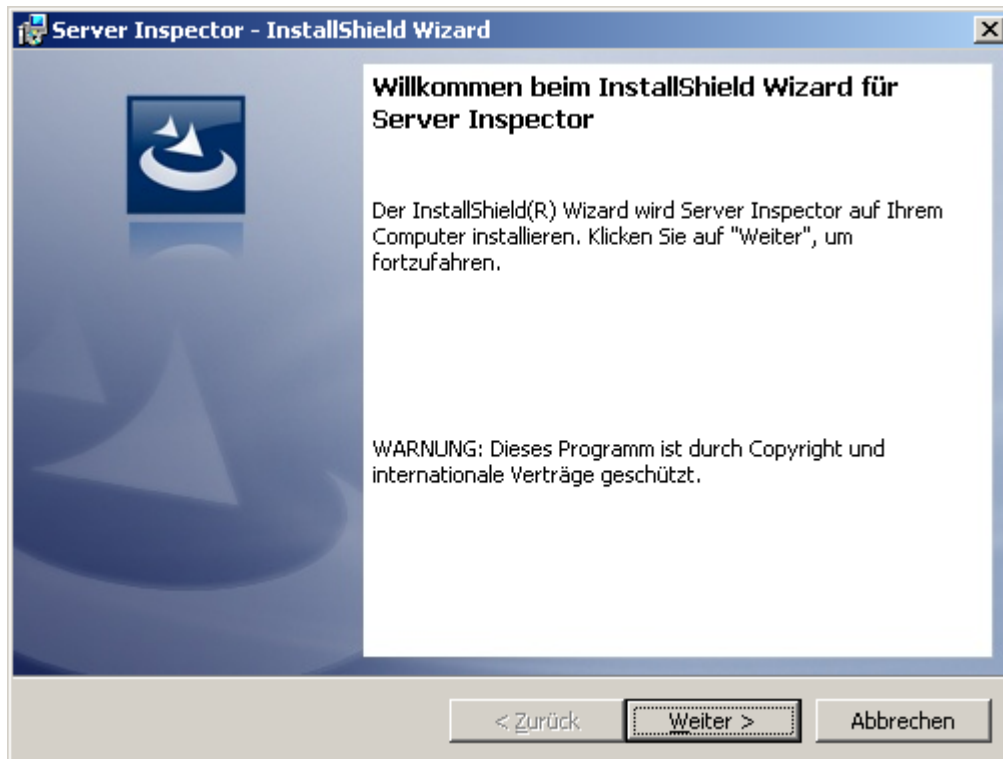 Server Inspector - InstallShield Wizard
Willkommen beim InstallShield Wizard für
Server Inspector
Der InstallShield(R) Wizard wird Server Inspector auf Ihrem
Computer installieren. Klicken Sie auf "Weiter", um
fortzufahren.
WARNUNG: Dieses Programm ist durch Copyright und
internationale Verträge geschützt.
< Zurück
Weiter >
Abbrechen